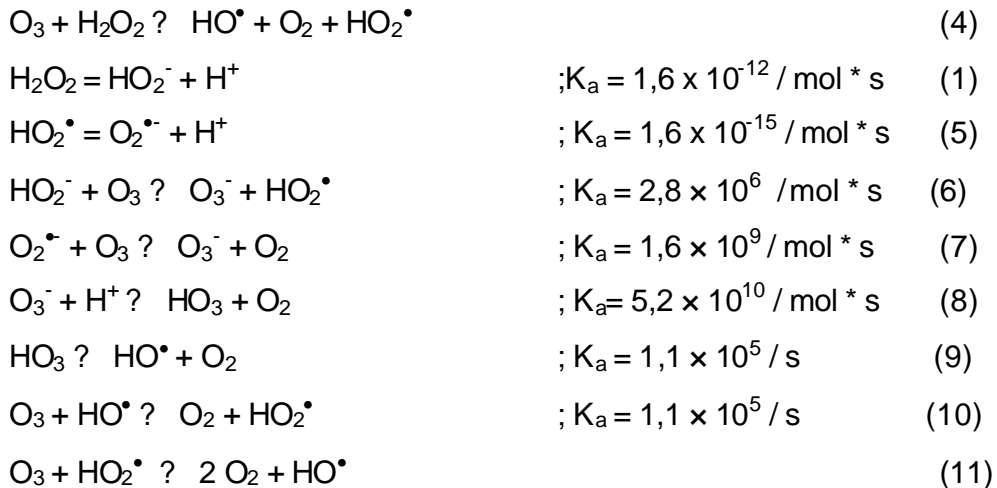 O₃ + H₂O₂ ? HO• + O₂ + HO₂• (4)
H₂O₂ = HO₂⁻ + H⁺ ;Kₐ = 1,6 x 10⁻¹² / mol * s (1)
HO₂• = O₂•⁻ + H⁺ ; Kₐ = 1,6 x 10⁻¹⁵ / mol * s (5)
HO₂⁻ + O₃ ? O₃⁻ + HO₂• ; Kₐ = 2,8 × 10⁶ / mol * s (6)
O₂•⁻ + O₃ ? O₃⁻ + O₂ ; Kₐ = 1,6 × 10⁹ / mol * s (7)
O₃⁻ + H⁺ ? HO₃ + O₂ ; Kₐ= 5,2 × 10¹⁰ / mol * s (8)
HO₃ ? HO• + O₂ ; Kₐ = 1,1 × 10⁵ / s (9)
O₃ + HO• ? O₂ + HO₂• ; Kₐ = 1,1 × 10⁵ / s (10)
O₃ + HO₂• ? 2 O₂ + HO• (11)